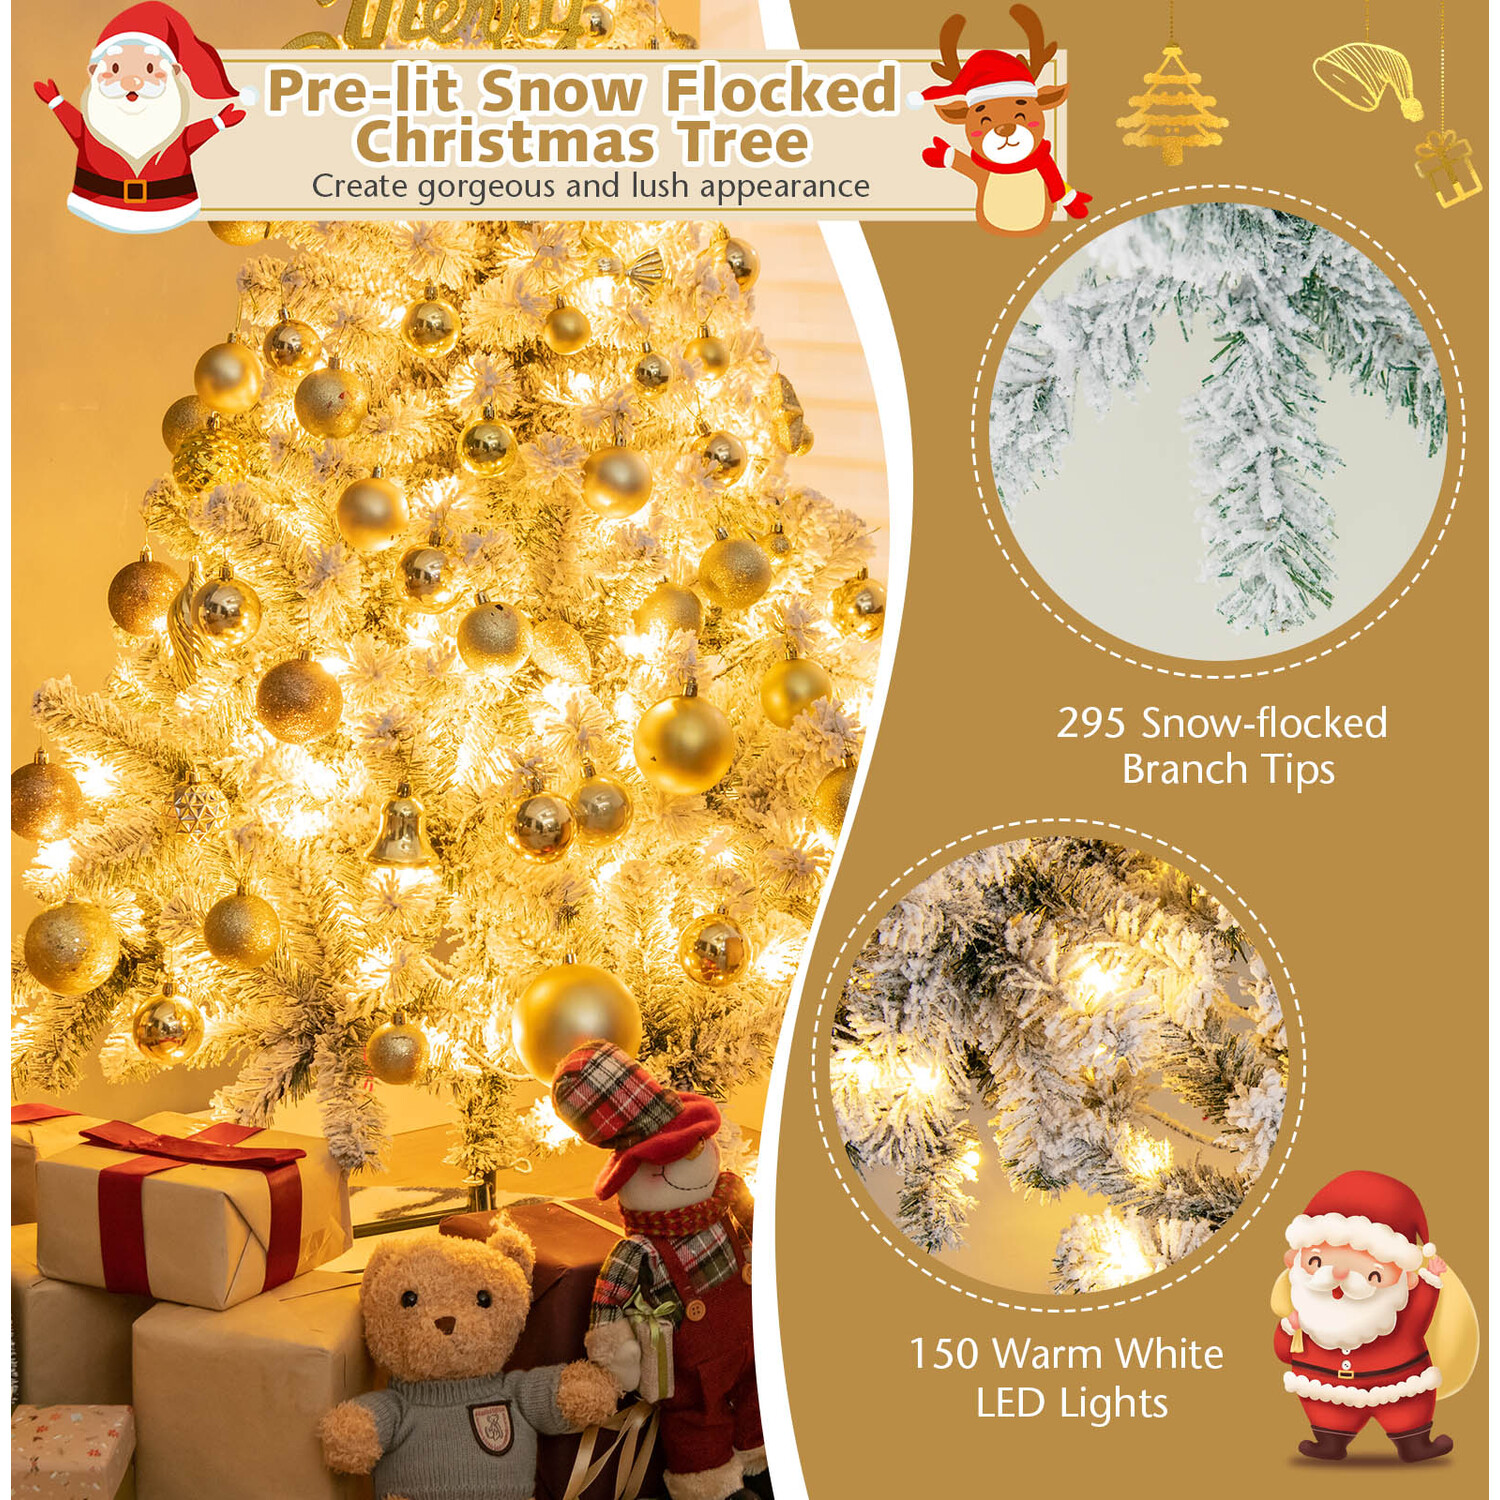 Merry
Pre-lit Snow Flocked
Christmas Tree
Create gorgeous and lush appearance
295 Snow-flocked
Branch Tips
150 Warm White
LED Lights